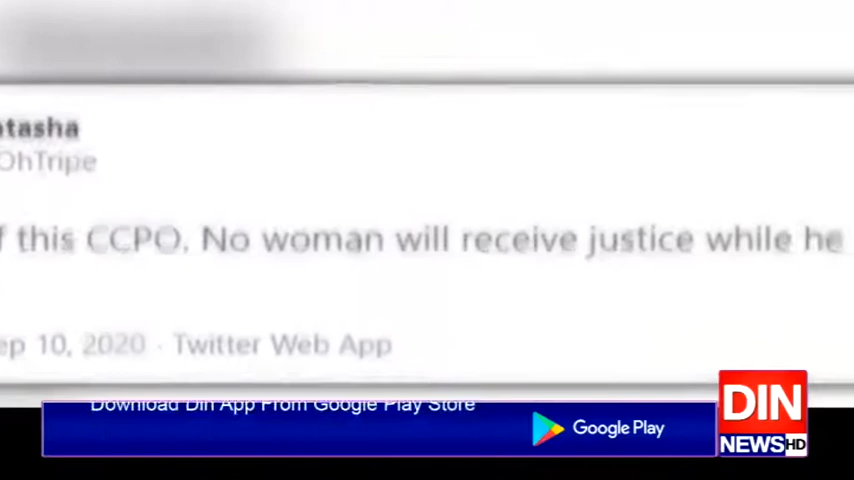 tasha
OhTripe
f this CCPO. No woman will receive justice while he
ep 10, 2020 · Twitter Web App
Download Din App From Google Play Store
Google Play
DIN
NEWS HD